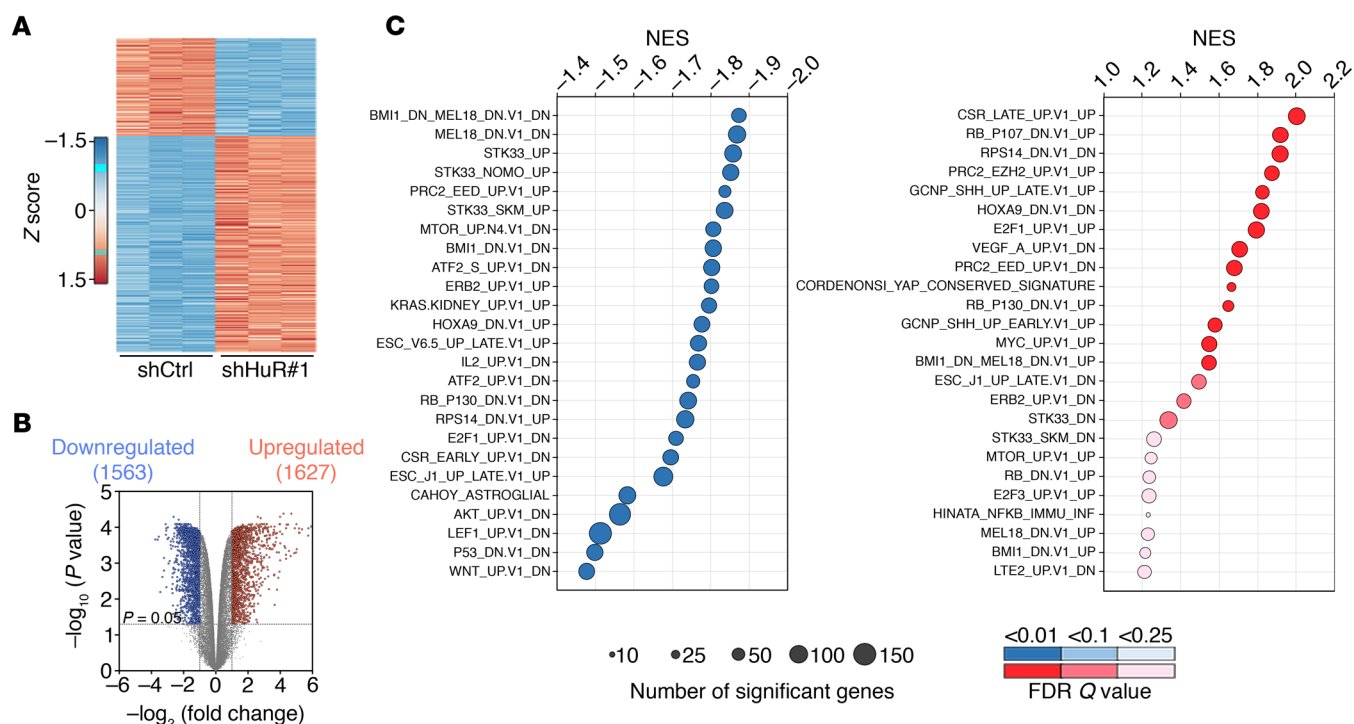 A
−1.5
0
1.5
Z score
shCtrl
shHuR#1
B
Downregulated
(1563)
Upregulated
(1627)
5
4
3
2
1
0
−log10 (P value)
P = 0.05
−6 −4 −2 0 2 4 6
−log2 (fold change)
C
NES
−1.4 −1.5 −1.6 −1.7 −1.8 −1.9 −2.0
BMI1_DN_MEL18_DN.V1_DN
MEL18_DN.V1_DN
STK33_UP
STK33_NOMO_UP
PRC2_EED_UP.V1_UP
STK33_SKM_UP
MTOR_UP.N4.V1_DN
BMI1_DN.V1_DN
ATF2_S_UP.V1_DN
ERB2_UP.V1_UP
KRAS.KIDNEY_UP.V1_UP
HOXA9_DN.V1_UP
ESC_V6.5_UP_LATE.V1_UP
IL2_UP.V1_DN
ATF2_UP.V1_DN
RB_P130_DN.V1_DN
RPS14_DN.V1_UP
E2F1_UP.V1_DN
CSR_EARLY_UP.V1_DN
ESC_J1_UP_LATE.V1_UP
CAHOY_ASTROGLIAL
AKT_UP.V1_DN
LEF1_UP.V1_DN
P53_DN.V1_DN
WNT_UP.V1_DN
NES
1.0 1.2 1.4 1.6 1.8 2.0 2.2
CSR_LATE_UP.V1_UP
RB_P107_DN.V1_UP
RPS14_DN.V1_DN
PRC2_EZH2_UP.V1_UP
GCNP_SHH_UP_LATE.V1_UP
HOXA9_DN.V1_DN
E2F1_UP.V1_UP
VEGF_A_UP.V1_DN
PRC2_EED_UP.V1_DN
CORDENONSI_YAP_CONSERVED_SIGNATURE
RB_P130_DN.V1_UP
GCNP_SHH_UP_EARLY.V1_UP
MYC_UP.V1_UP
BMI1_DN_MEL18_DN.V1_UP
ESC_J1_UP_LATE.V1_DN
ERB2_UP.V1_DN
STK33_DN
STK33_SKM_DN
MTOR_UP.V1_UP
RB_DN.V1_UP
E2F3_UP.V1_UP
HINATA_NFKB_IMMU_INF
MEL18_DN.V1_UP
BMI1_DN.V1_UP
LTE2_UP.V1_DN
10 25 50 100 150
Number of significant genes
<0.01 <0.1 <0.25
FDR Q value